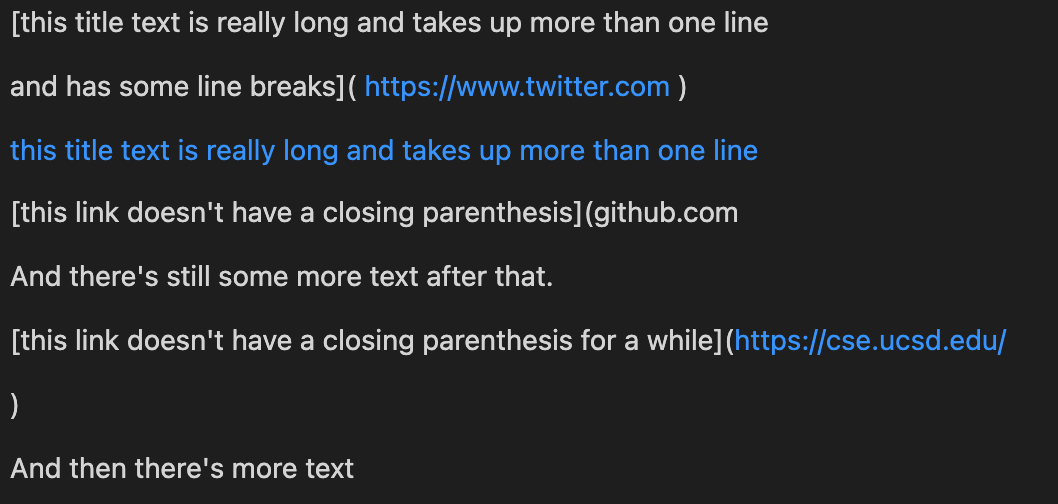 [this title text is really long and takes up more than one line
and has some line breaks]( https://www.twitter.com )
this title text is really long and takes up more than one line
[this link doesn't have a closing parenthesis](github.com
And there's still some more text after that.
[this link doesn't have a closing parenthesis for a while](https://cse.ucsd.edu/
)
And then there's more text